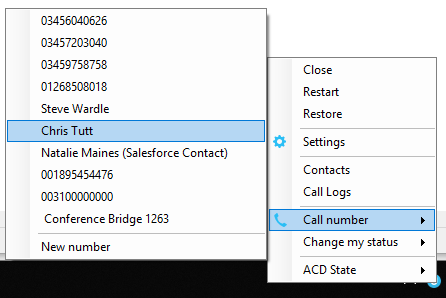 03456040626
03457203040
03459758758
01268508018
Steve Wardle
Chris Tutt
Natalie Maines (Salesforce Contact)
001895454476
003100000000
Conference Bridge 1263
New number
Close
Restart
Restore
Settings
Contacts
Call Logs
Call number
Change my status
ACD State